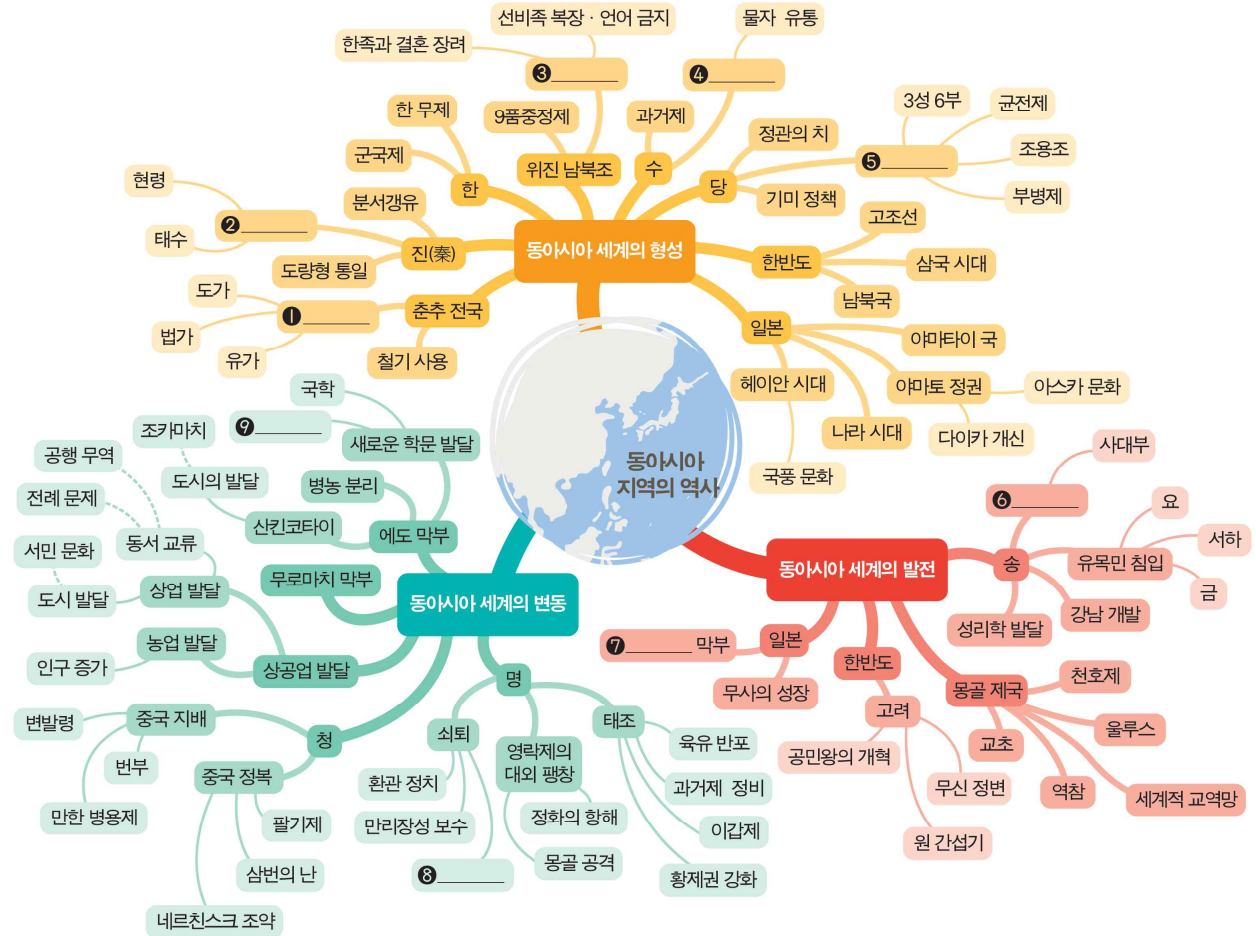 동아시아
지역의 역사
동아시아 세계의 형성
춘추 전국
철기 사용
❶
도가
법가
유가
진(秦)
분서갱유
도량형 통일
❷
현령
태수
한
한 무제
군국제
위진 남북조
9품중정제
❸
한족과 결혼 장려
선비족 복장 · 언어 금지
수
과거제
❹
물자 유통
당
정관의 치
기미 정책
❺
3성 6부
균전제
조용조
부병제
한반도
고조선
삼국 시대
남북국
일본
야마타이 국
야마토 정권
아스카 문화
다이카 개신
나라 시대
헤이안 시대
국풍 문화
동아시아 세계의 발전
송
❻
사대부
유목민 침입
요
서하
금
강남 개발
성리학 발달
몽골 제국
천호제
울루스
세계적 교역망
역참
교초
한반도
고려
공민왕의 개혁
무신 정변
원 간섭기
일본
❼ 막부
무사의 성장
동아시아 세계의 변동
명
태조
육유 반포
과거제 정비
이갑제
황제권 강화
영락제의
대외 팽창
정화의 항해
몽골 공격
쇠퇴
환관 정치
만리장성 보수
❽
청
중국 지배
변발령
번부
만한 병용제
중국 정복
팔기제
삼번의 난
네르친스크 조약
상공업 발달
농업 발달
인구 증가
상업 발달
도시 발달
서민 문화
동서 교류
전례 문제
공행 무역
무로마치 막부
에도 막부
산킨코타이
도시의 발달
조카마치
병농 분리
새로운 학문 발달
❾
국학